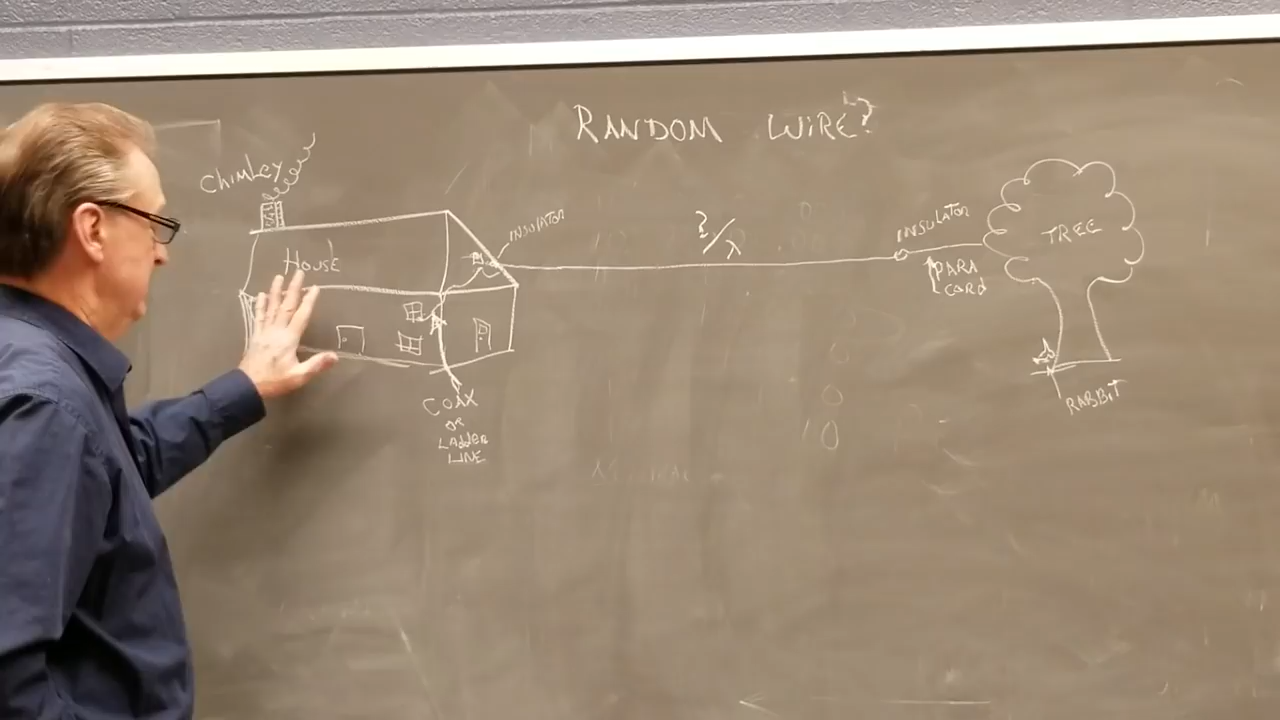 RANDOM WIRE?
Chimley
HOUSE
INSULATOR
?/λ
INSULATOR
PARA
CORD
TREE
RABBIT
COAX
OR
LADDER
LINE